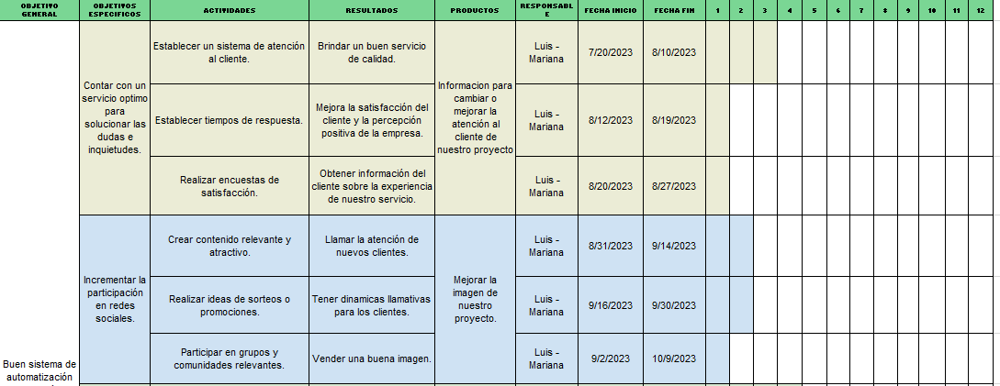 OBJETIVO GENERAL
OBJETIVOS ESPECIFICOS
ACTIVIDADES
RESULTADOS
PRODUCTOS
RESPONSABLE
FECHA INICIO
FECHA FIN
1 2 3 4 5 6 7 8 9 10 11 12
Contar con un
servicio optimo
para
solucionar las
dudas e
inquietudes.
Establecer un sistema de atención
al cliente.
Brindar un buen servicio
de calidad.
Informacion para
cambiar o
mejorar la
atención al
cliente de
nuestro proyecto
Luis -
Mariana
7/20/2023
8/10/2023
Establecer tiempos de respuesta.
Mejora la satisfacción del
cliente y la percepción
positiva de la empresa.
Luis -
Mariana
8/12/2023
8/19/2023
Realizar encuestas de
satisfacción.
Obtener información del
cliente sobre la experiencia
de nuestro servicio.
Luis -
Mariana
8/20/2023
8/27/2023
Incrementar la
participación
en redes
sociales.
Crear contenido relevante y
atractivo.
Llamar la atención de
nuevos clientes.
Mejorar la
imagen de
nuestro
proyecto.
Luis -
Mariana
8/31/2023
9/14/2023
Realizar ideas de sorteos o
promociones.
Tener dinamicas llamativas
para los clientes.
Luis -
Mariana
9/16/2023
9/30/2023
Participar en grupos y
comunidades relevantes.
Vender una buena imagen.
Luis -
Mariana
9/2/2023
10/9/2023
Buen sistema de
automatización